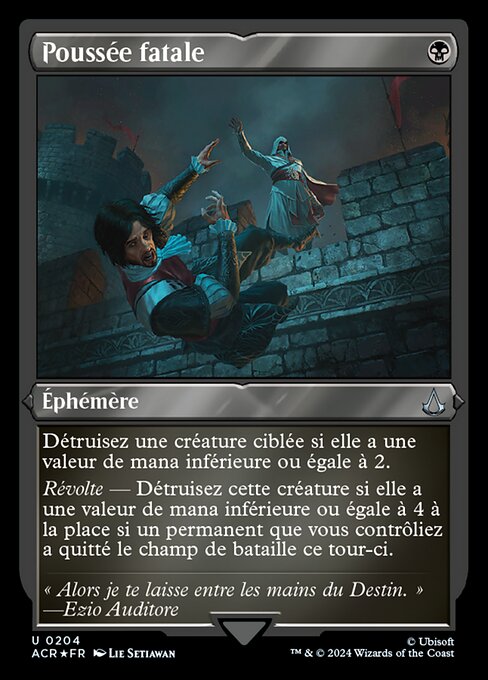 Poussée fatale
Éphémère
Détruisez une créature ciblée si elle a une
valeur de mana inférieure ou égale à 2.
Révolte — Détruisez cette créature si elle a
une valeur de mana inférieure ou égale à 4 à
la place si un permanent que vous contrôliez
a quitté le champ de bataille ce tour-ci.
« Alors je te laisse entre les mains du Destin. »
—Ezio Auditore
U 0204
ACR★FR Lie Setiawan
© Ubisoft
™ & © 2024 Wizards of the Coast